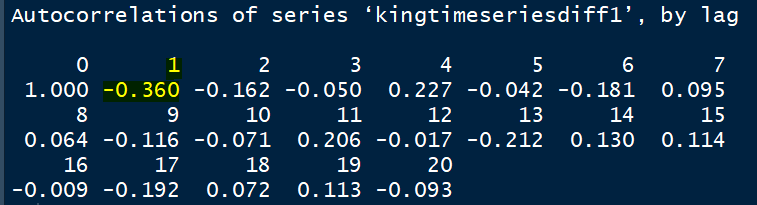 Autocorrelations of series ‘kingtimeseriesdiff1’, by lag
0 1 2 3 4 5 6 7
1.000 -0.360 -0.162 -0.050 0.227 -0.042 -0.181 0.095
8 9 10 11 12 13 14 15
0.064 -0.116 -0.071 0.206 -0.017 -0.212 0.130 0.114
16 17 18 19 20
-0.009 -0.192 0.072 0.113 -0.093